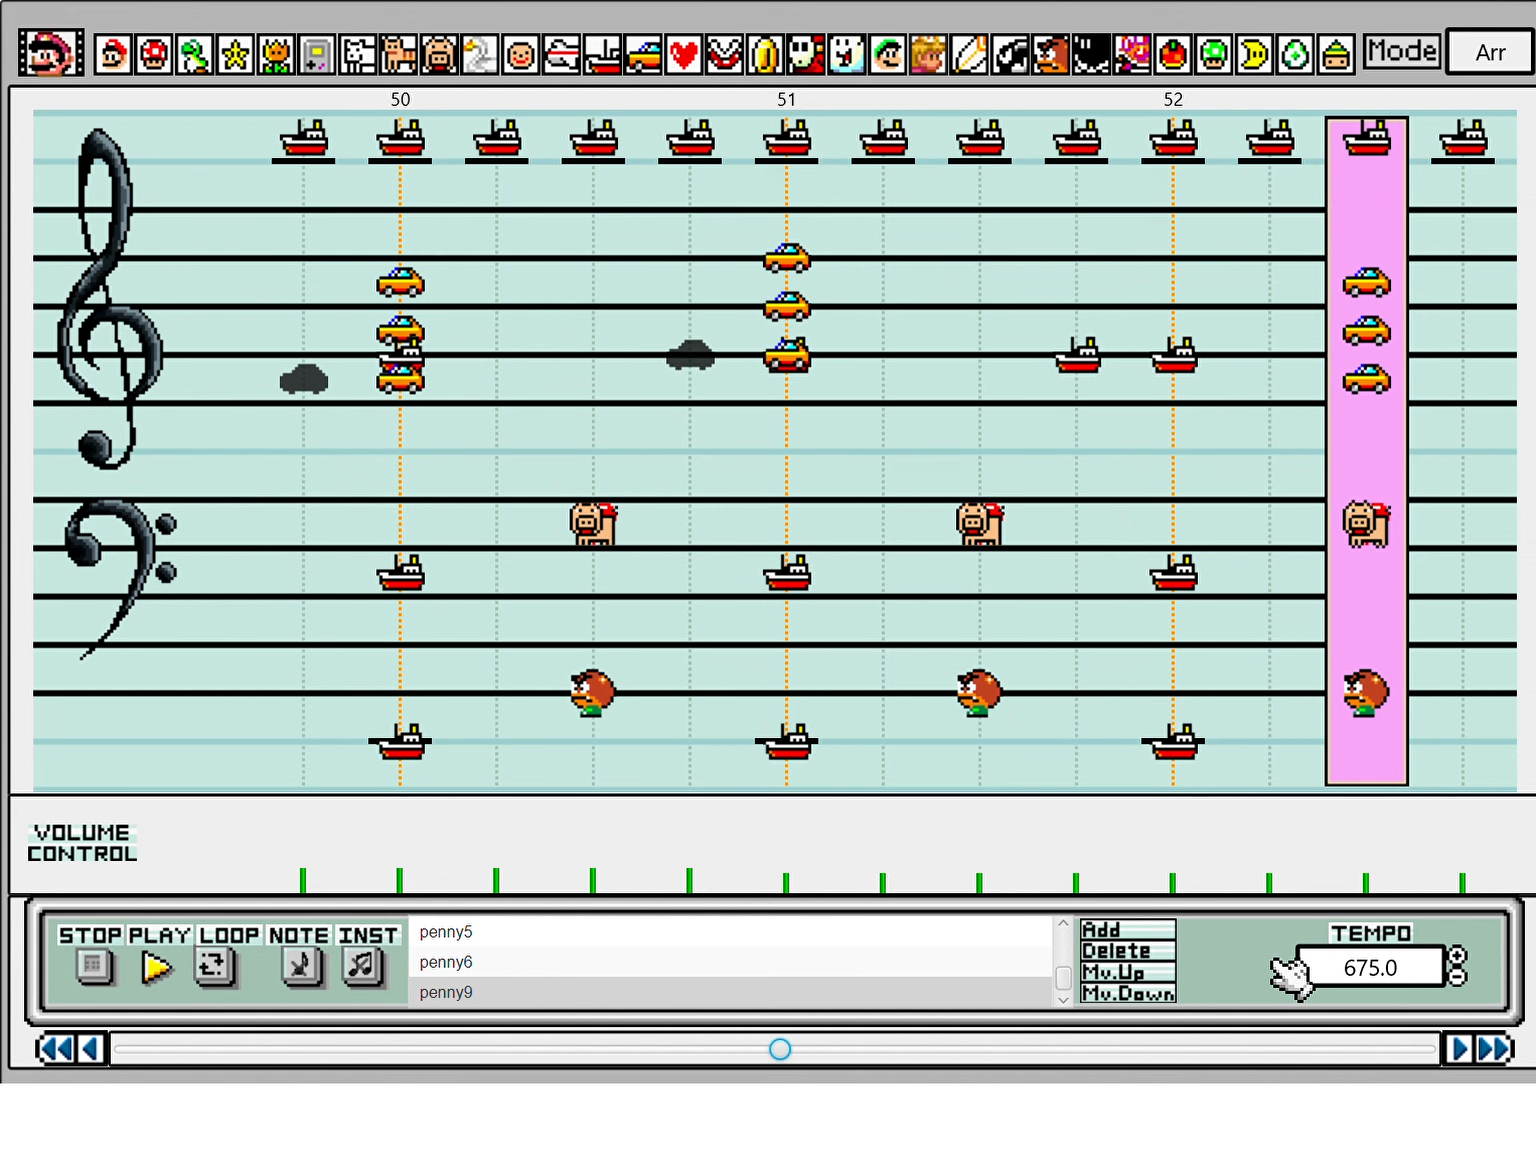 Mode
Arr
50
51
52
VOLUME
CONTROL
STOP PLAY LOOP NOTE INST
penny5
penny6
penny9
Add
Delete
Mv.Up
Mv.Down
TEMPO
675.0